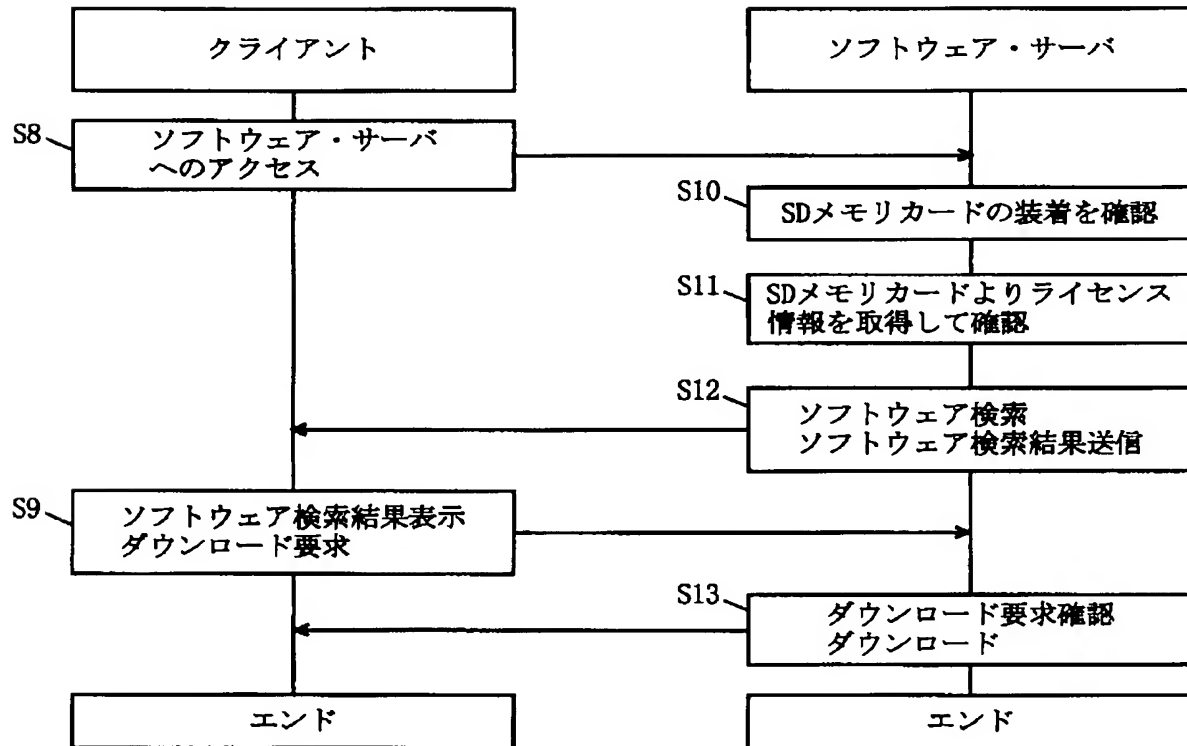 クライアント
ソフトウェア・サーバ
S8
ソフトウェア・サーバ
へのアクセス
S10
SDメモリカードの装着を確認
S11
SDメモリカードよりライセンス
情報を取得して確認
S12
ソフトウェア検索
ソフトウェア検索結果送信
S9
ソフトウェア検索結果表示
ダウンロード要求
S13
ダウンロード要求確認
ダウンロード
エンド
エンド